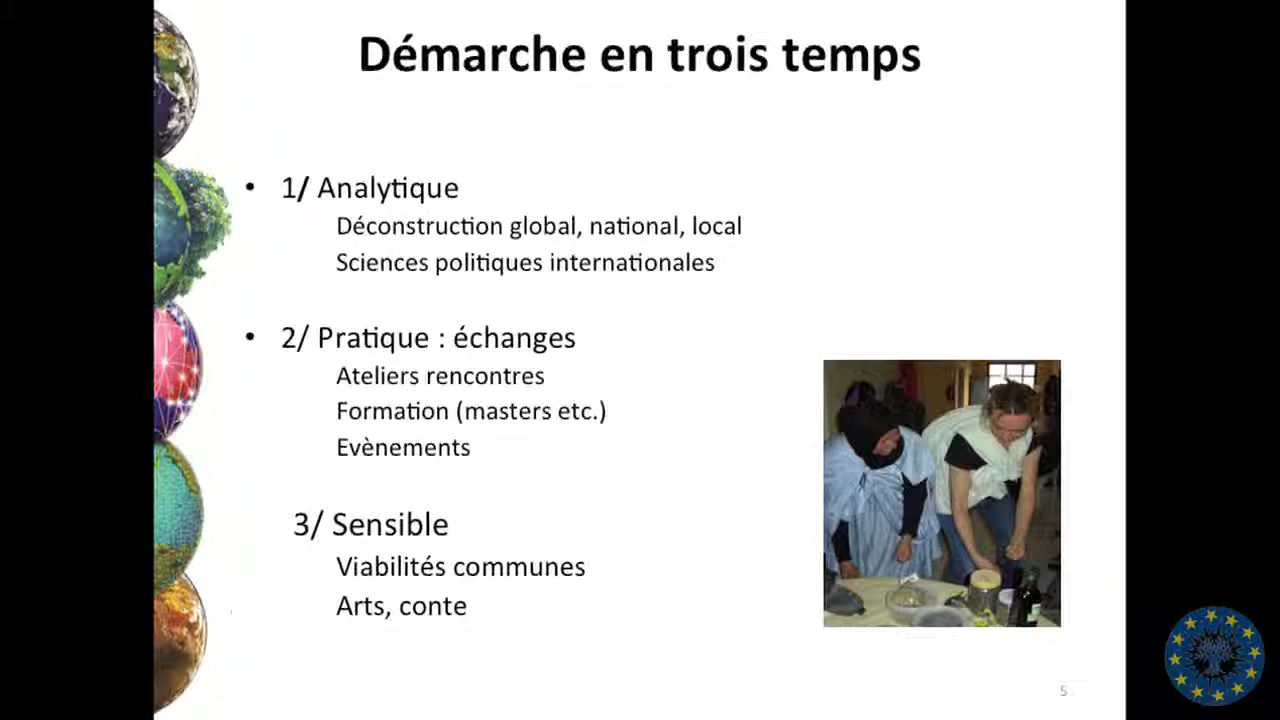 Démarche en trois temps
• 1/ Analytique
Déconstruction global, national, local
Sciences politiques internationales
• 2/ Pratique : échanges
Ateliers rencontres
Formation (masters etc.)
Evènements
3/ Sensible
Viabilités communes
Arts, conte
5